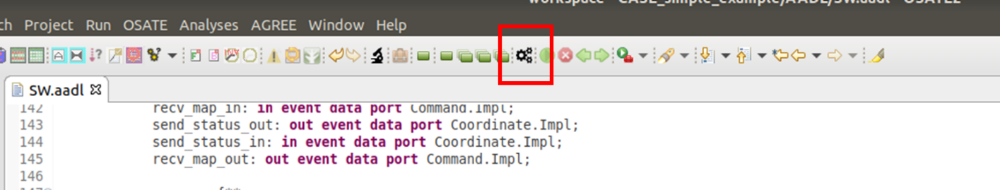 workspace - CASE_simple_example/AADL/SW.aadl - OSATE2
ch Project Run OSATE Analyses AGREE Window Help
SW.aadl
142 recv_map_in: in event data port Command.Impl;
143 send_status_out: out event data port Coordinate.Impl;
144 send_status_in: in event data port Coordinate.Impl;
145 recv_map_out: out event data port Command.Impl;
146
147 {**